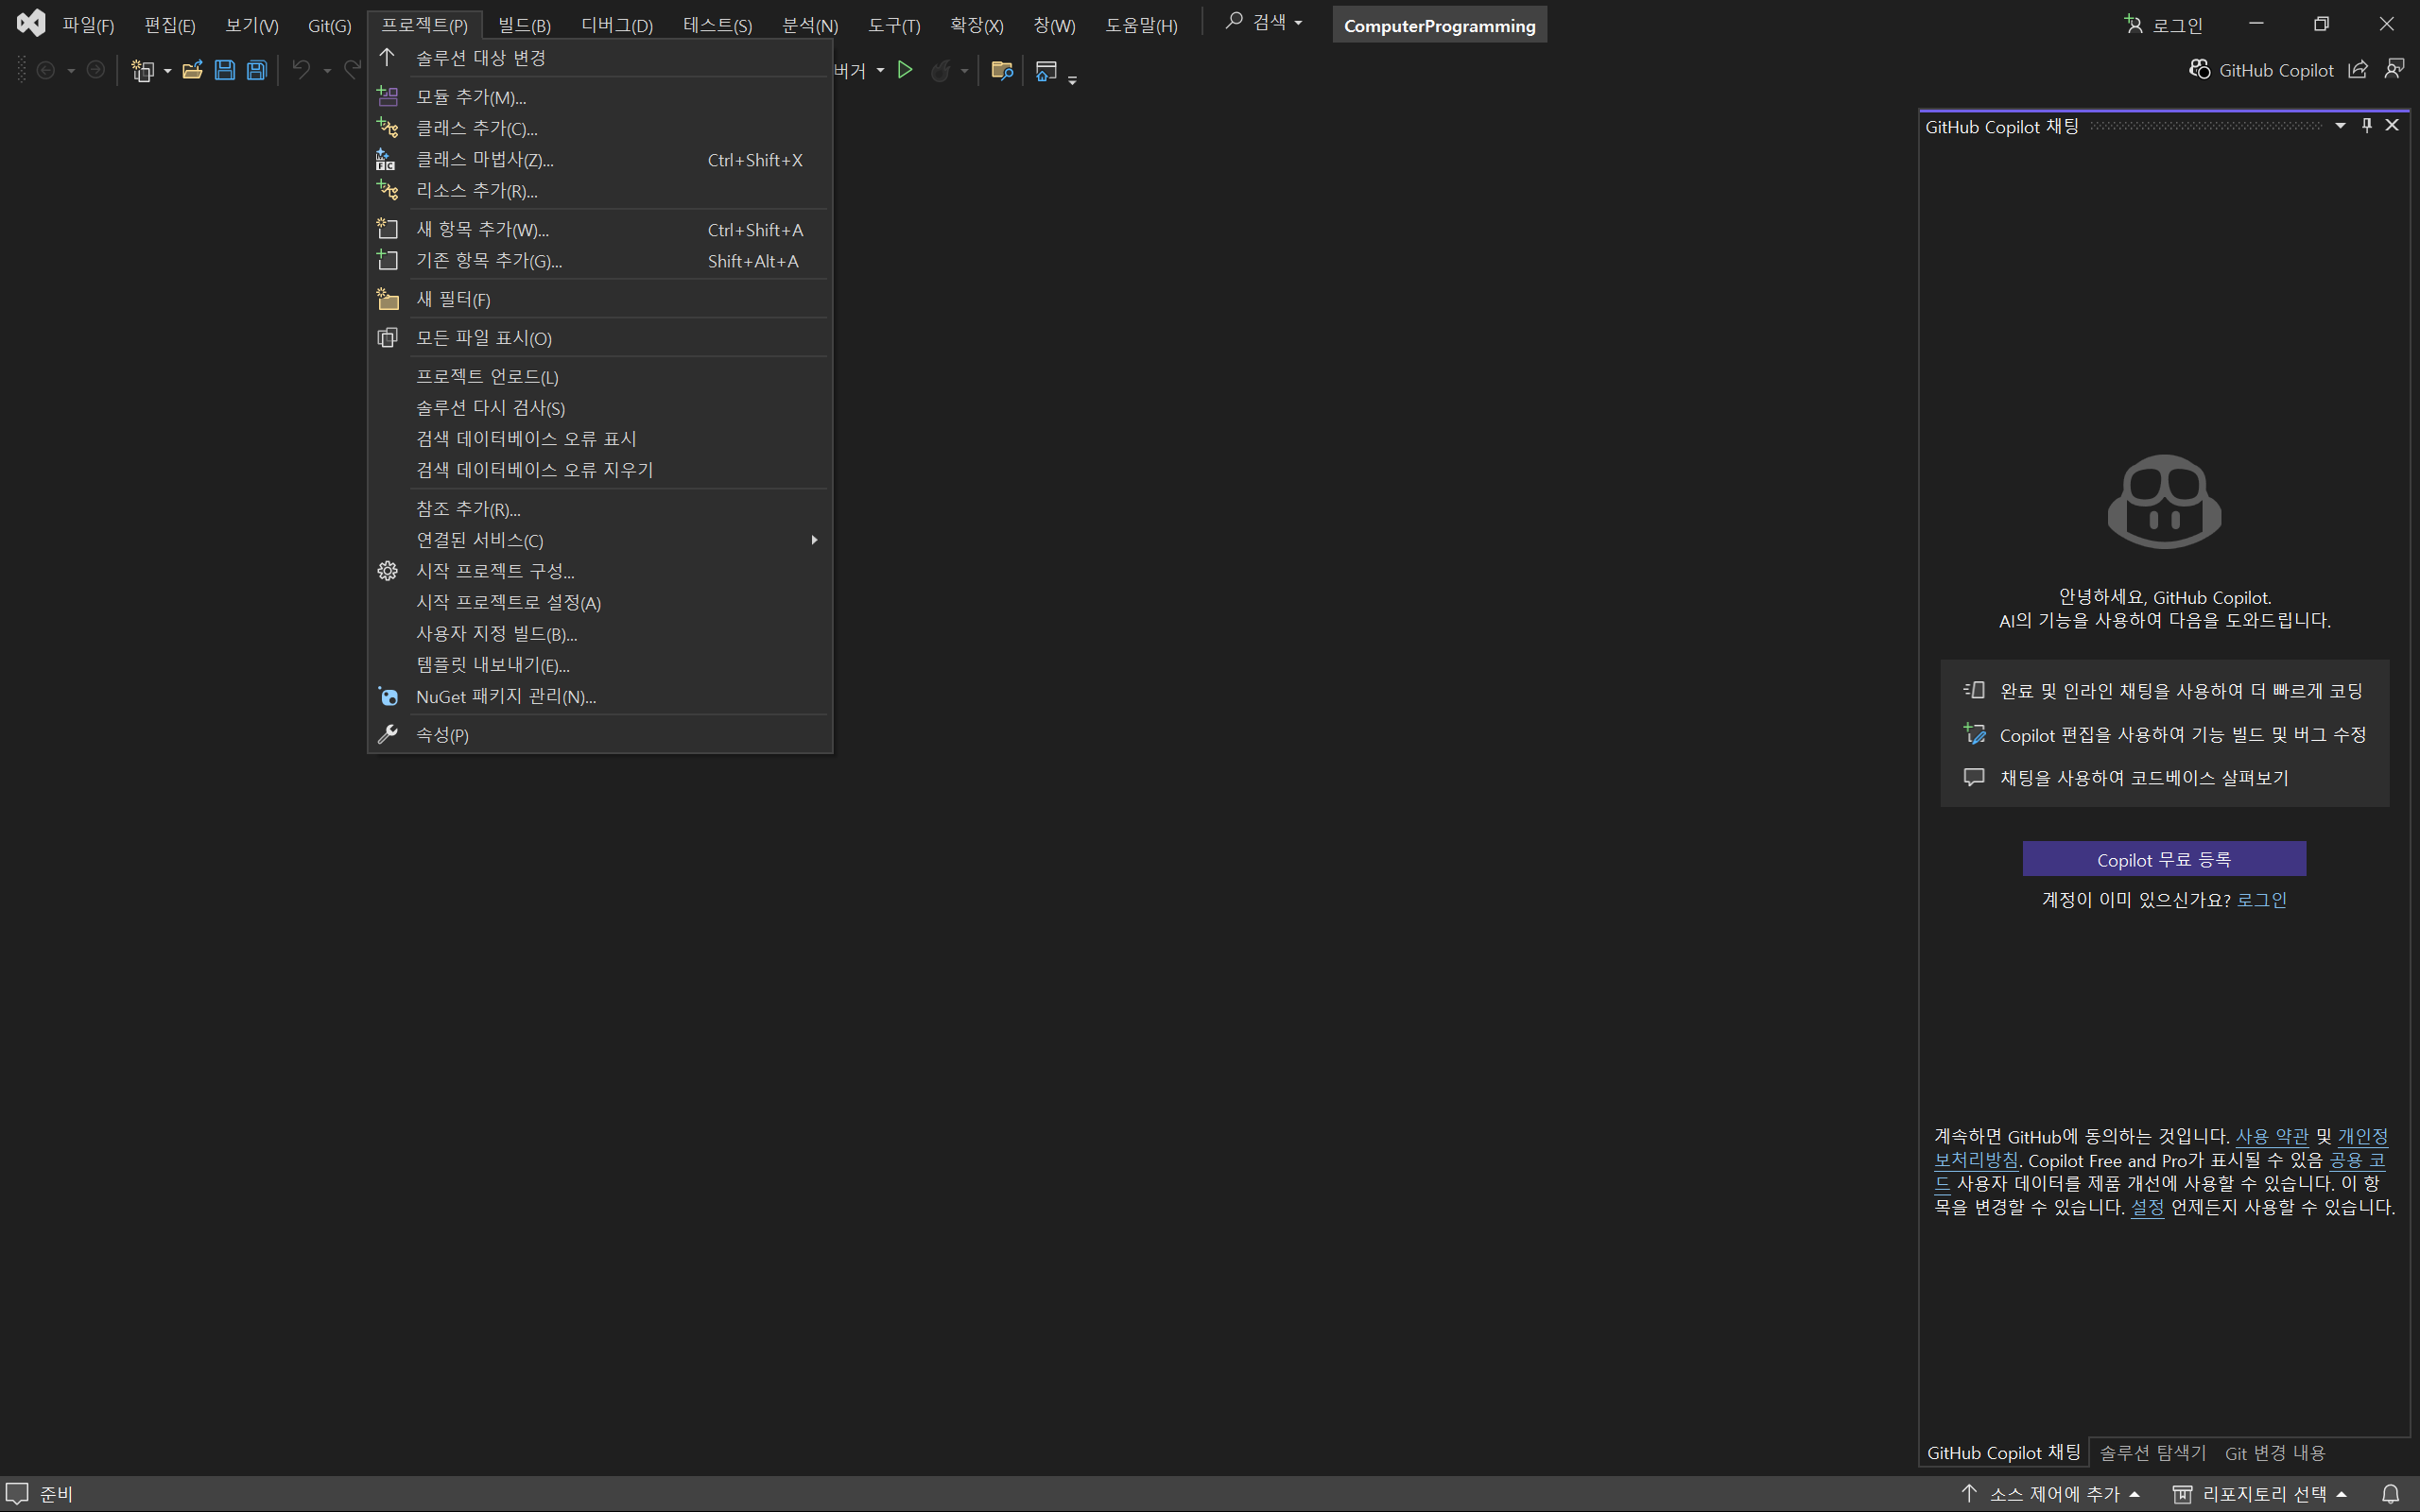 파일(F) 편집(E) 보기(V) Git(G) 프로젝트(P) 빌드(B) 디버그(D) 테스트(S) 분석(N) 도구(T) 확장(X) 창(W) 도움말(H) 검색 ComputerProgramming 로그인
버거 GitHub Copilot
솔루션 대상 변경
모듈 추가(M)...
클래스 추가(C)...
클래스 마법사(Z)... Ctrl+Shift+X
리소스 추가(R)...
새 항목 추가(W)... Ctrl+Shift+A
기존 항목 추가(G)... Shift+Alt+A
새 필터(F)
모든 파일 표시(O)
프로젝트 언로드(L)
솔루션 다시 검사(S)
검색 데이터베이스 오류 표시
검색 데이터베이스 오류 지우기
참조 추가(R)...
연결된 서비스(C)
시작 프로젝트 구성...
시작 프로젝트로 설정(A)
사용자 지정 빌드(B)...
템플릿 내보내기(E)...
NuGet 패키지 관리(N)...
속성(P)
GitHub Copilot 채팅
안녕하세요, GitHub Copilot.
AI의 기능을 사용하여 다음을 도와드립니다.
완료 및 인라인 채팅을 사용하여 더 빠르게 코딩
Copilot 편집을 사용하여 기능 빌드 및 버그 수정
채팅을 사용하여 코드베이스 살펴보기
Copilot 무료 등록
계정이 이미 있으신가요? 로그인
계속하면 GitHub에 동의하는 것입니다. 사용 약관 및 개인정
보처리방침. Copilot Free and Pro가 표시될 수 있음 공용 코
드 사용자 데이터를 제품 개선에 사용할 수 있습니다. 이 항
목을 변경할 수 있습니다. 설정 언제든지 사용할 수 있습니다.
GitHub Copilot 채팅 솔루션 탐색기 Git 변경 내용
준비 소스 제어에 추가 리포지토리 선택